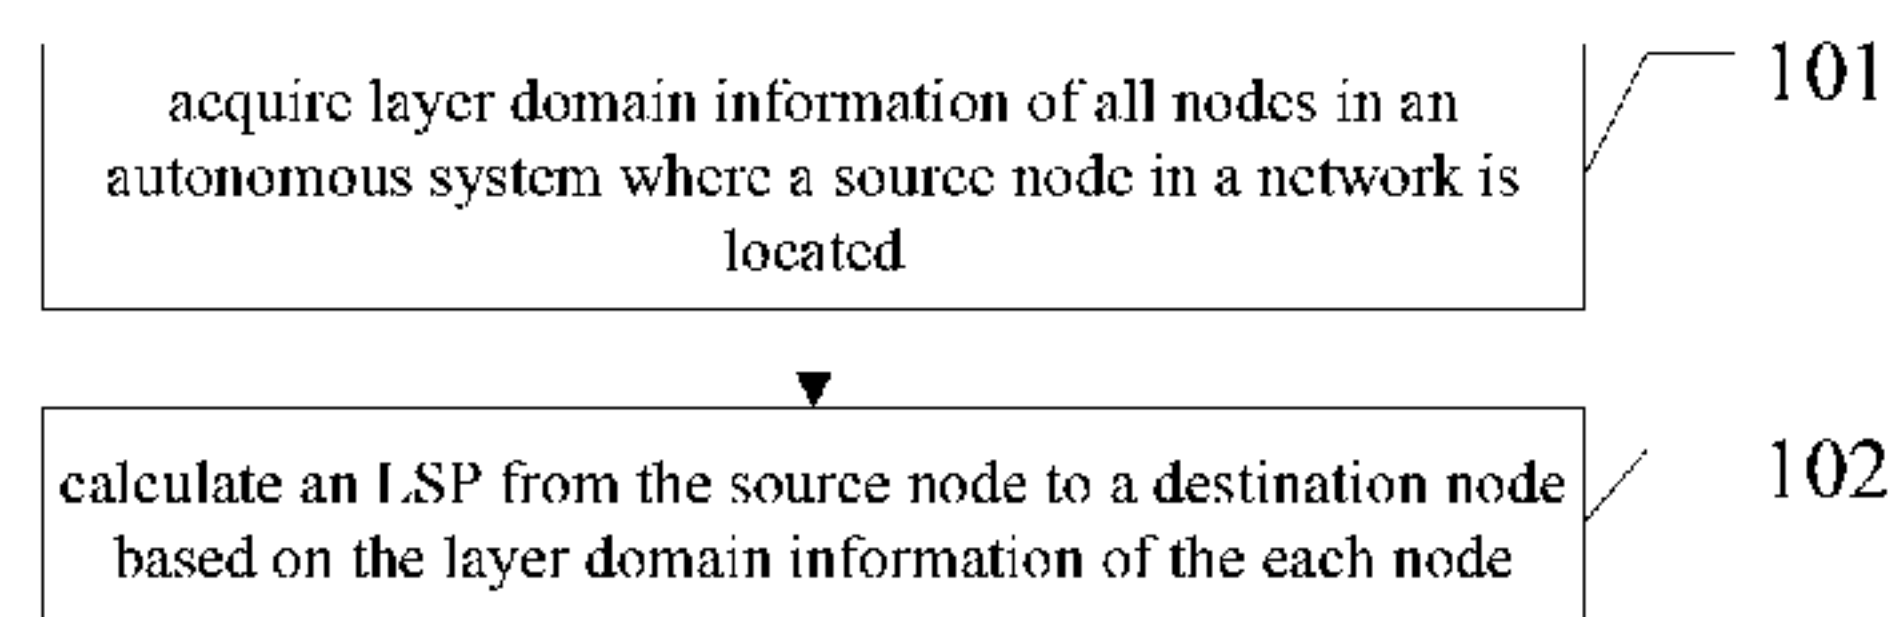 101
acquire layer domain information of all nodes in an
autonomous system where a source node in a network is
located
102
calculate an LSP from the source node to a destination node
based on the layer domain information of the each node